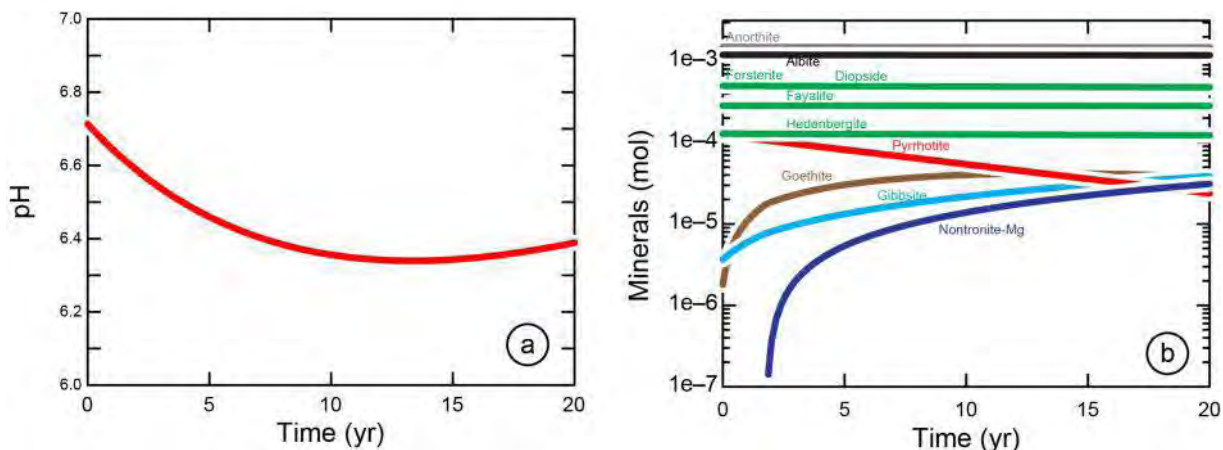 7.0
6.8
6.6
6.4
6.2
6.0
pH
0
5
10
15
20
Time (yr)
a
1e–3
1e–4
1e–5
1e–6
1e–7
Minerals (mol)
Anorthite
Albite
Forsterite Diopside
Fayalite
Hedenbergite
Pyrrhotite
Goethite
Gibbsite
Nontronite-Mg
b
0
5
10
15
20
Time (yr)